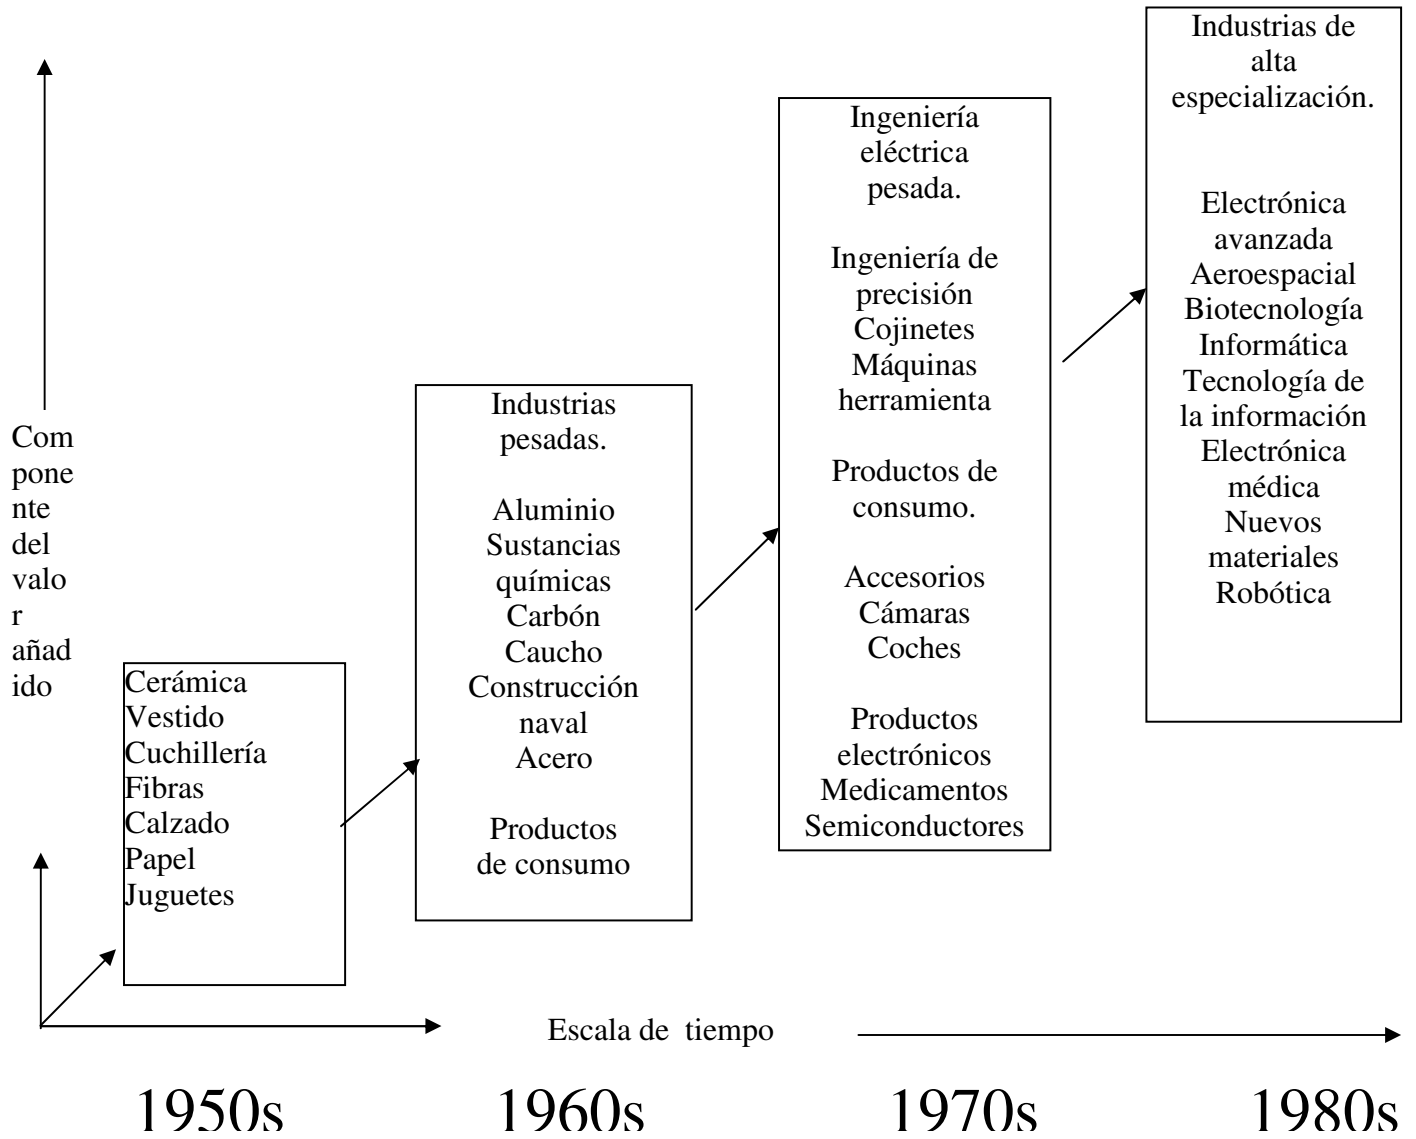 Com
pone
nte
del
valo
r
añad
ido
Cerámica
Vestido
Cuchillería
Fibras
Calzado
Papel
Juguetes
Industrias
pesadas.
Aluminio
Sustancias
químicas
Carbón
Caucho
Construcción
naval
Acero
Productos
de consumo
Ingeniería
eléctrica
pesada.
Ingeniería de
precisión
Cojinetes
Máquinas
herramienta
Productos de
consumo.
Accesorios
Cámaras
Coches
Productos
electrónicos
Medicamentos
Semiconductores
Industrias de
alta
especialización.
Electrónica
avanzada
Aeroespacial
Biotecnología
Informática
Tecnología de
la información
Electrónica
médica
Nuevos
materiales
Robótica
Escala de tiempo
1950s 1960s 1970s 1980s